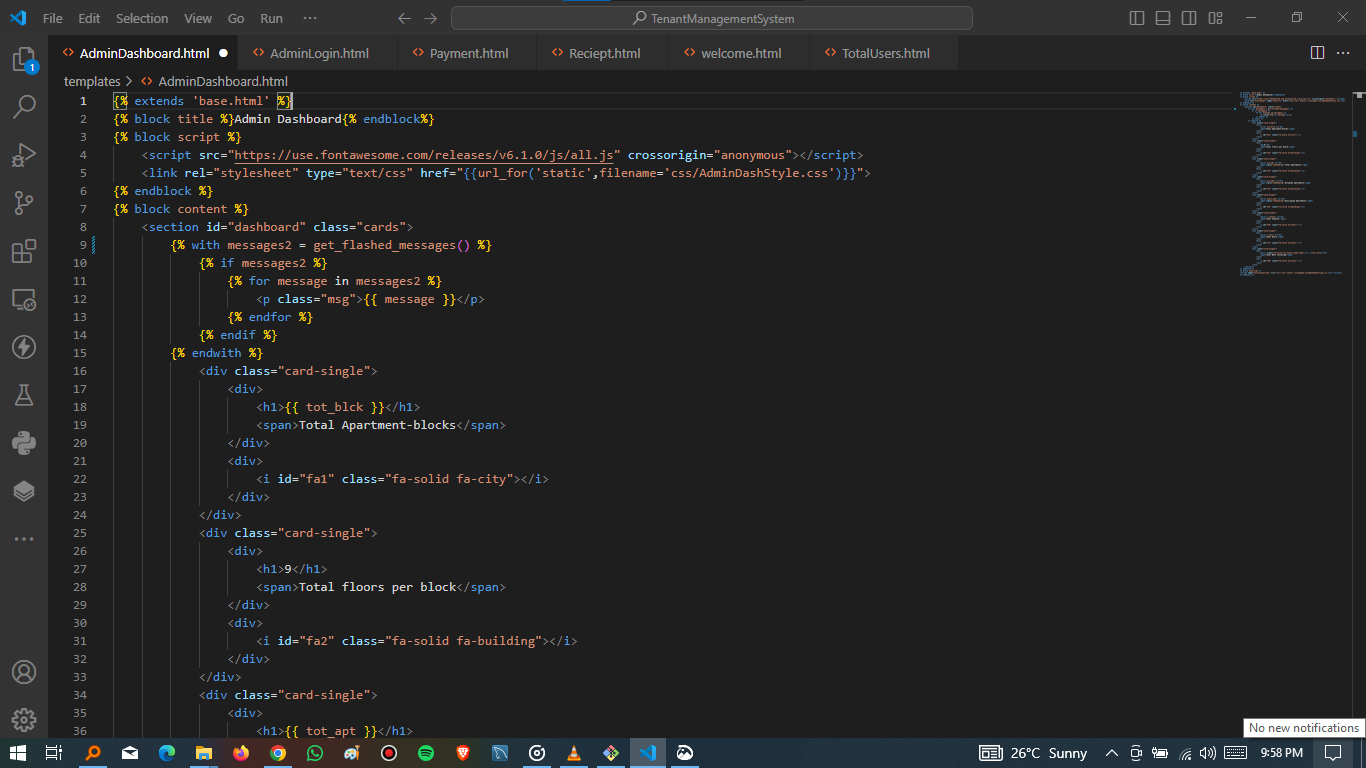 File Edit Selection View Go Run ··· TenantManagementSystem
AdminDashboard.html AdminLogin.html Payment.html Reciept.html welcome.html TotalUsers.html
templates > AdminDashboard.html
1 {% extends 'base.html' %}
2 {% block title %}Admin Dashboard{% endblock%}
3 {% block script %}
4 <script src="https://use.fontawesome.com/releases/v6.1.0/js/all.js" crossorigin="anonymous"></script>
5 <link rel="stylesheet" type="text/css" href="{{url_for('static',filename='css/AdminDashStyle.css')}}">
6 {% endblock %}
7 {% block content %}
8 <section id="dashboard" class="cards">
9 {% with messages2 = get_flashed_messages() %}
10 {% if messages2 %}
11 {% for message in messages2 %}
12 <p class="msg">{{ message }}</p>
13 {% endfor %}
14 {% endif %}
15 {% endwith %}
16 <div class="card-single">
17 <div>
18 <h1>{{ tot_blck }}</h1>
19 <span>Total Apartment-blocks</span>
20 </div>
21 <div>
22 <i id="fa1" class="fa-solid fa-city"></i>
23 </div>
24 </div>
25 <div class="card-single">
26 <div>
27 <h1>9</h1>
28 <span>Total floors per block</span>
29 </div>
30 <div>
31 <i id="fa2" class="fa-solid fa-building"></i>
32 </div>
33 </div>
34 <div class="card-single">
35 <div>
36 <h1>{{ tot_apt }}</h1>
1
No new notifications
26°C Sunny 9:58 PM